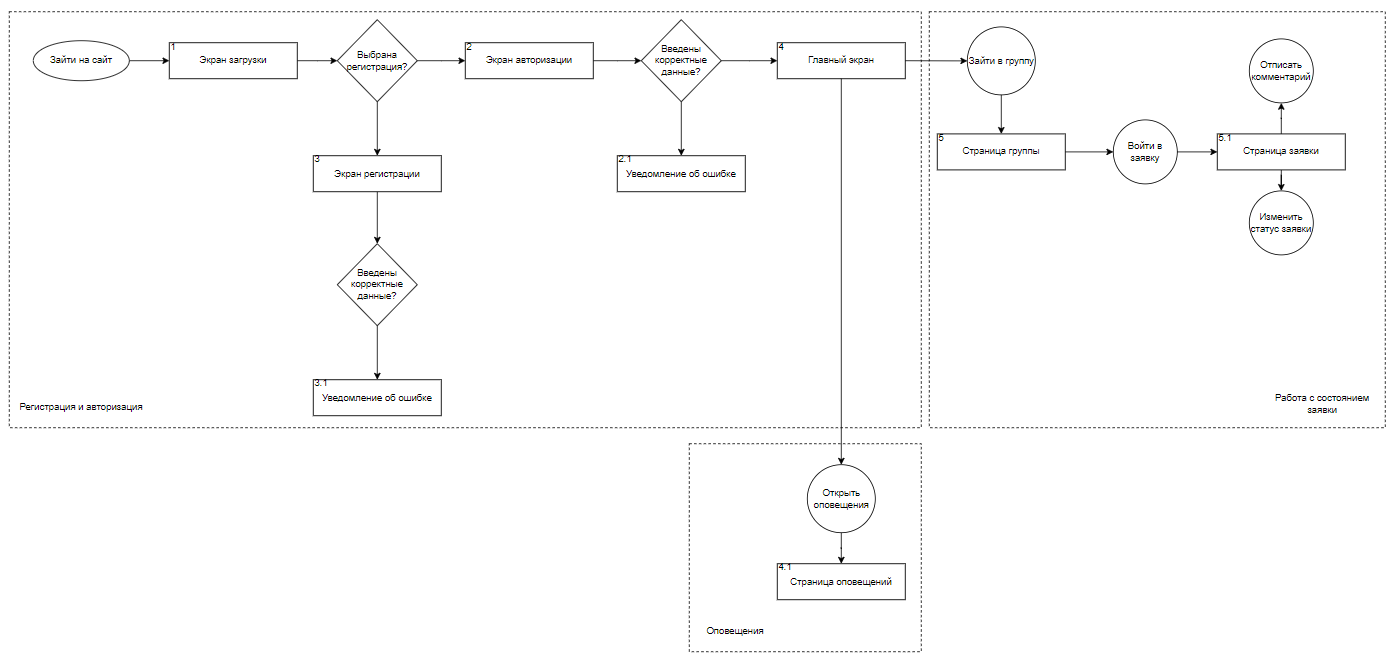 Зайти на сайт
1
Экран загрузки
Выбрана
регистрация?
2
Экран авторизации
Введены
корректные
данные?
4
Главный экран
Зайти в группу
Отписать
комментарий
5
Страница группы
Войти в
заявку
5.1
Страница заявки
Изменить
статус заявки
3
Экран регистрации
2.1
Уведомление об ошибке
Введены
корректные
данные?
3.1
Уведомление об ошибке
Регистрация и авторизация
Работа с состоянием
заявки
Открыть
оповещения
4.1
Страница оповещений
Оповещения